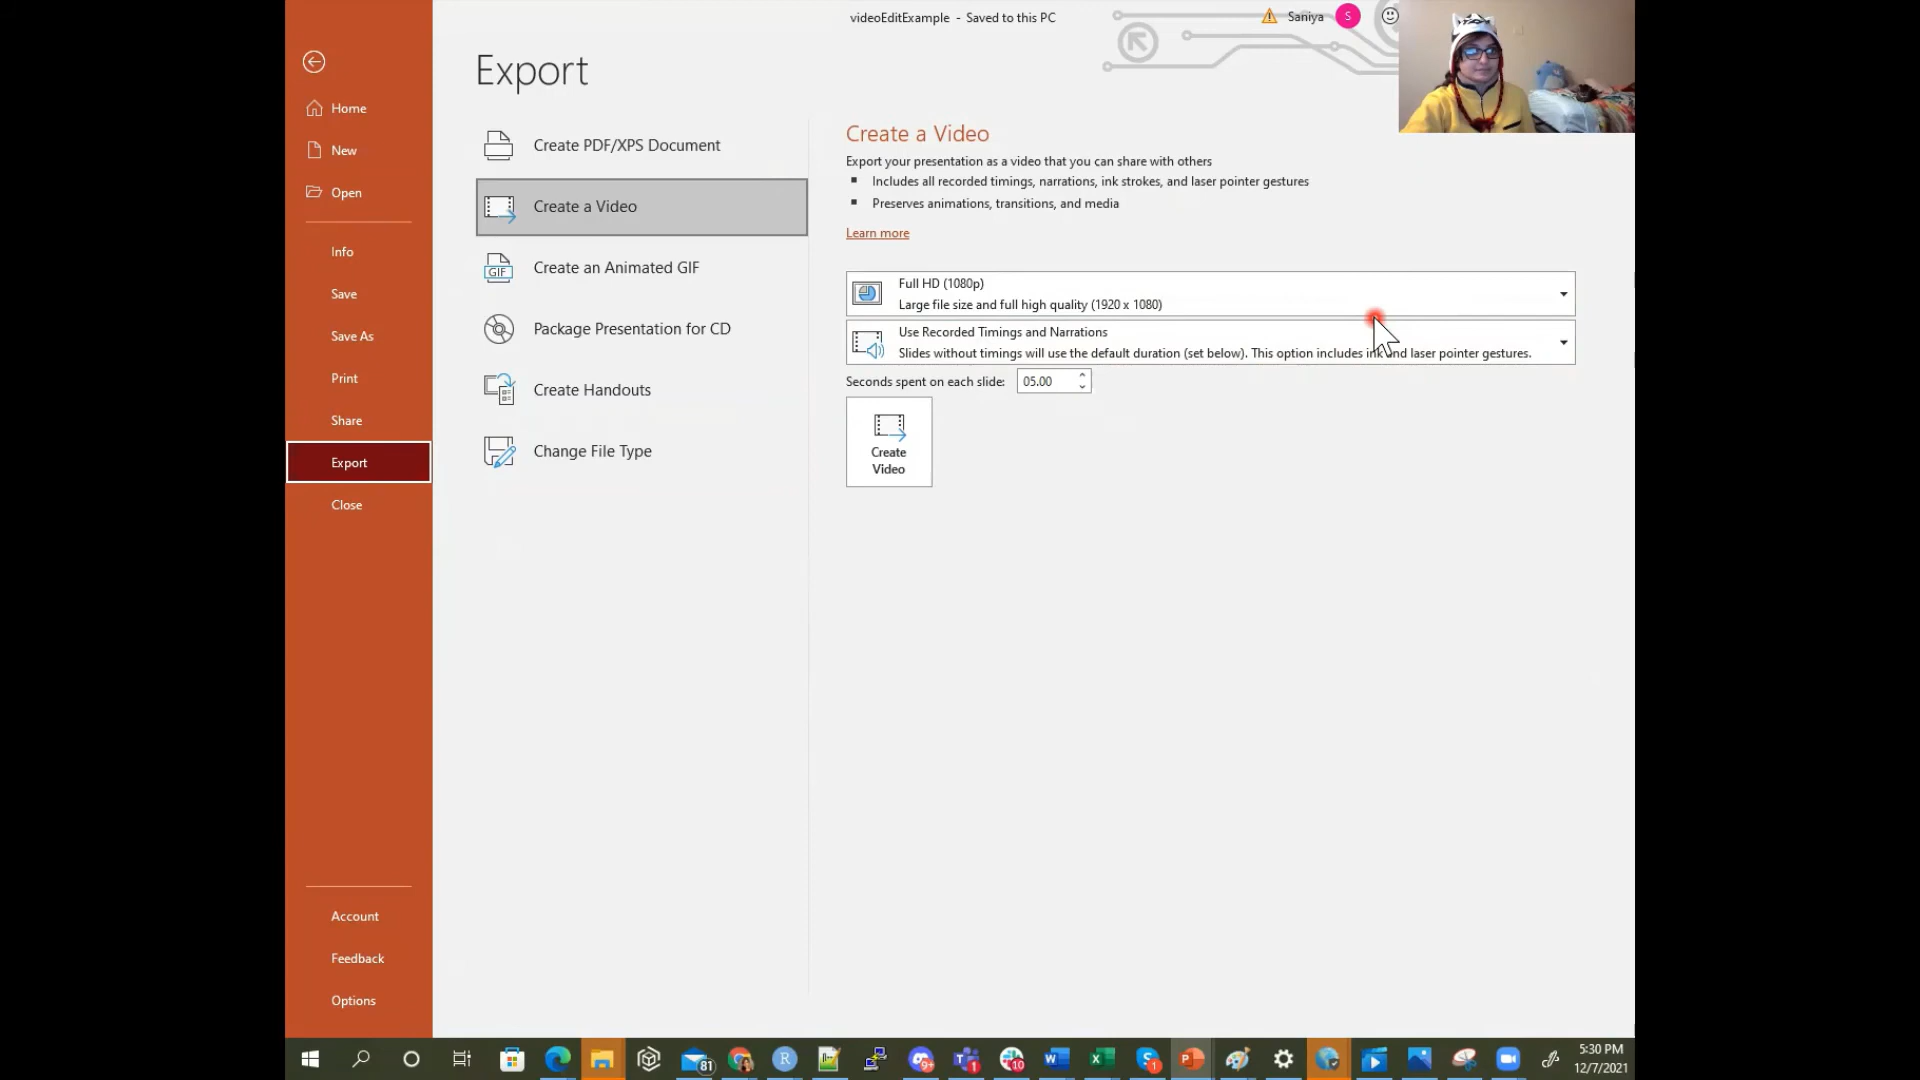 videoEditExample - Saved to this PC
Saniya
S
Export
Home
New
Open
Info
Save
Save As
Print
Share
Export
Close
Account
Feedback
Options
Create PDF/XPS Document
Create a Video
GIF
Create an Animated GIF
Package Presentation for CD
Create Handouts
Change File Type
Create a Video
Export your presentation as a video that you can share with others
Includes all recorded timings, narrations, ink strokes, and laser pointer gestures
Preserves animations, transitions, and media
Learn more
Full HD (1080p)
Large file size and full high quality (1920 x 1080)
Use Recorded Timings and Narrations
Slides without timings will use the default duration (set below). This option includes ink and laser pointer gestures.
Seconds spent on each slide: 05.00
Create
Video
81
R
9+
1
10
1
5:30 PM
12/7/2021